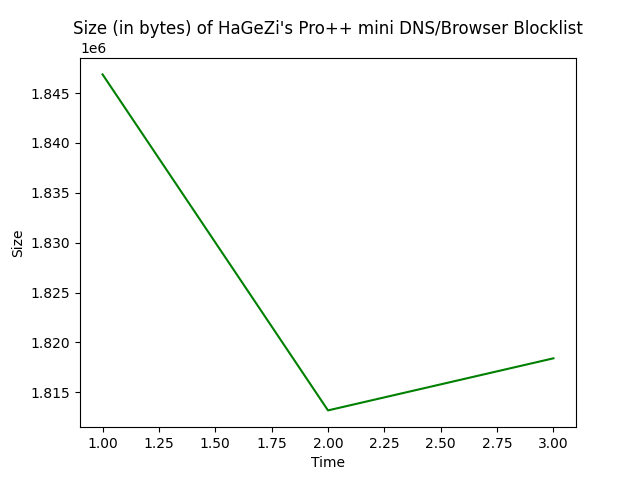 Size (in bytes) of HaGeZi's Pro++ mini DNS/Browser Blocklist
1e6
1.845
1.840
1.835
1.830
1.825
1.820
1.815
Size
1.00 1.25 1.50 1.75 2.00 2.25 2.50 2.75 3.00
Time